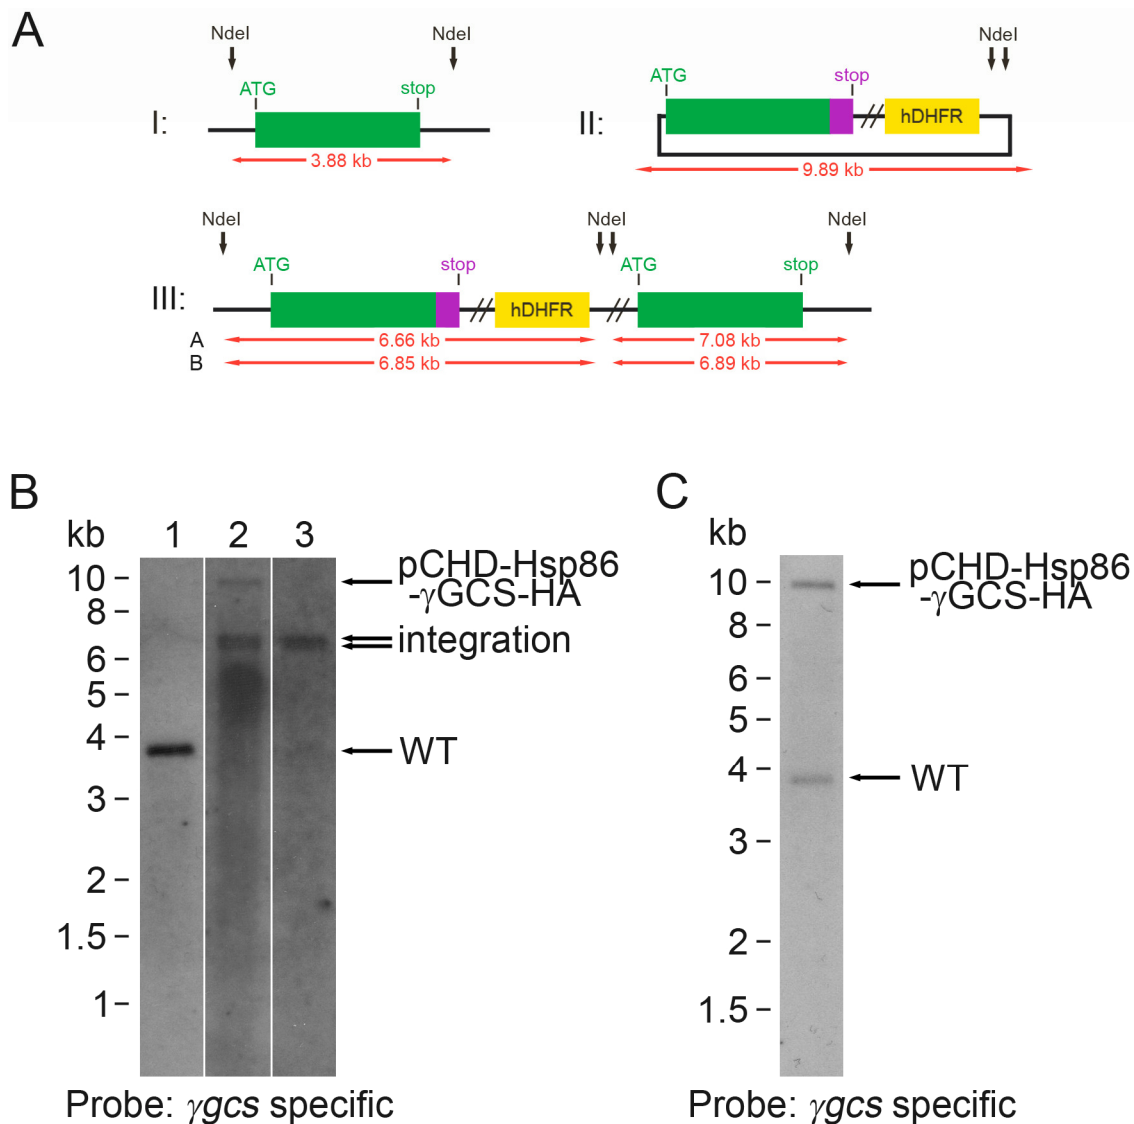 A
NdeI
NdeI
ATG
stop
I:
3.88 kb
NdeI
ATG
stop
II:
hDHFR
9.89 kb
NdeI
NdeI
NdeI
ATG
stop
ATG
stop
III:
hDHFR
A
6.66 kb
7.08 kb
B
6.85 kb
6.89 kb
B
kb
1
2
3
10
8
6
5
4
3
2
1.5
1
pCHD-Hsp86
-γGCS-HA
integration
WT
Probe: γgcs specific
C
kb
10
8
6
5
4
3
2
1.5
pCHD-Hsp86
-γGCS-HA
WT
Probe: γgcs specific